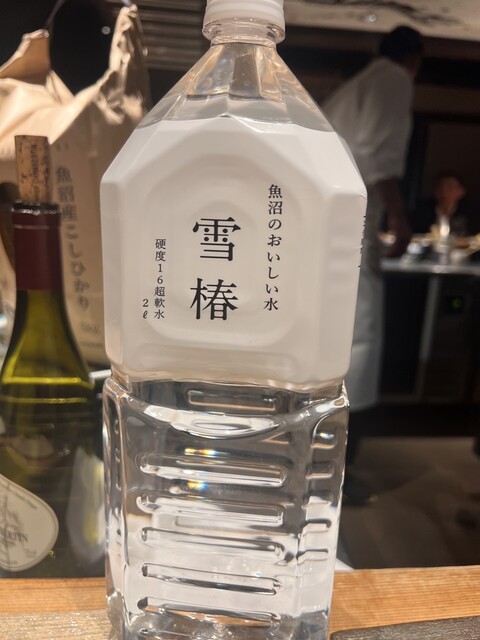 魚沼のおいしい水
雪椿
硬度16超軟水
2ℓ
魚沼産こしひかり